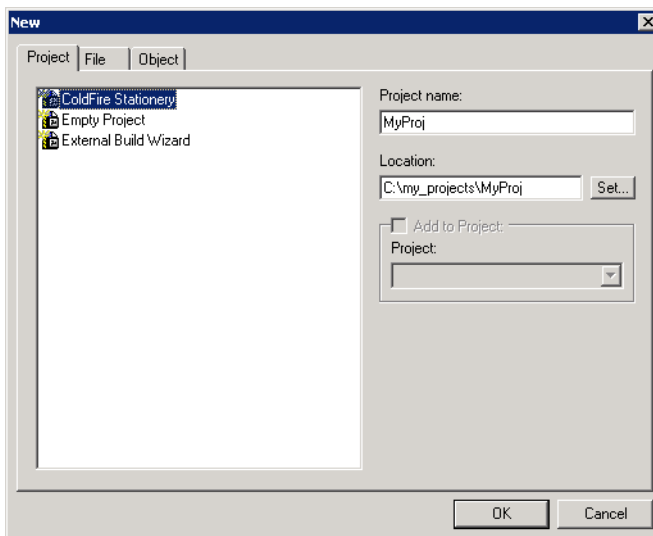 New
Project File Object
ColdFire Stationery
Empty Project
External Build Wizard
Project name:
MyProj
Location:
C:\my_projects\MyProj Set...
Add to Project:
Project:
OK Cancel